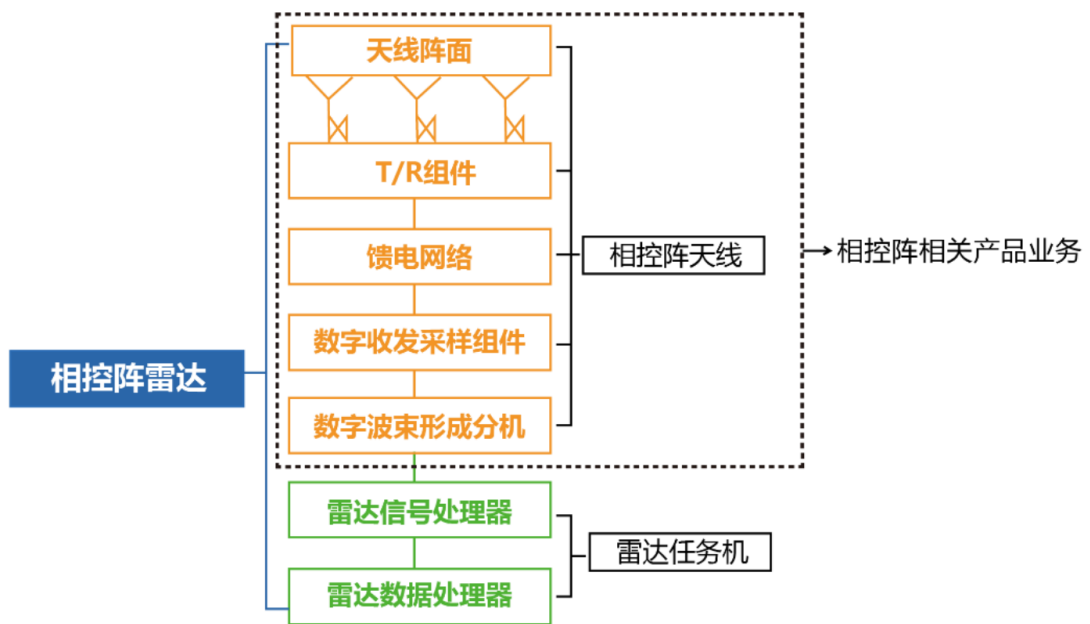 天线阵面
T/R组件
馈电网络
相控阵天线
相控阵相关产品业务
数字收发采样组件
相控阵雷达
数字波束形成分机
雷达信号处理器
雷达任务机
雷达数据处理器